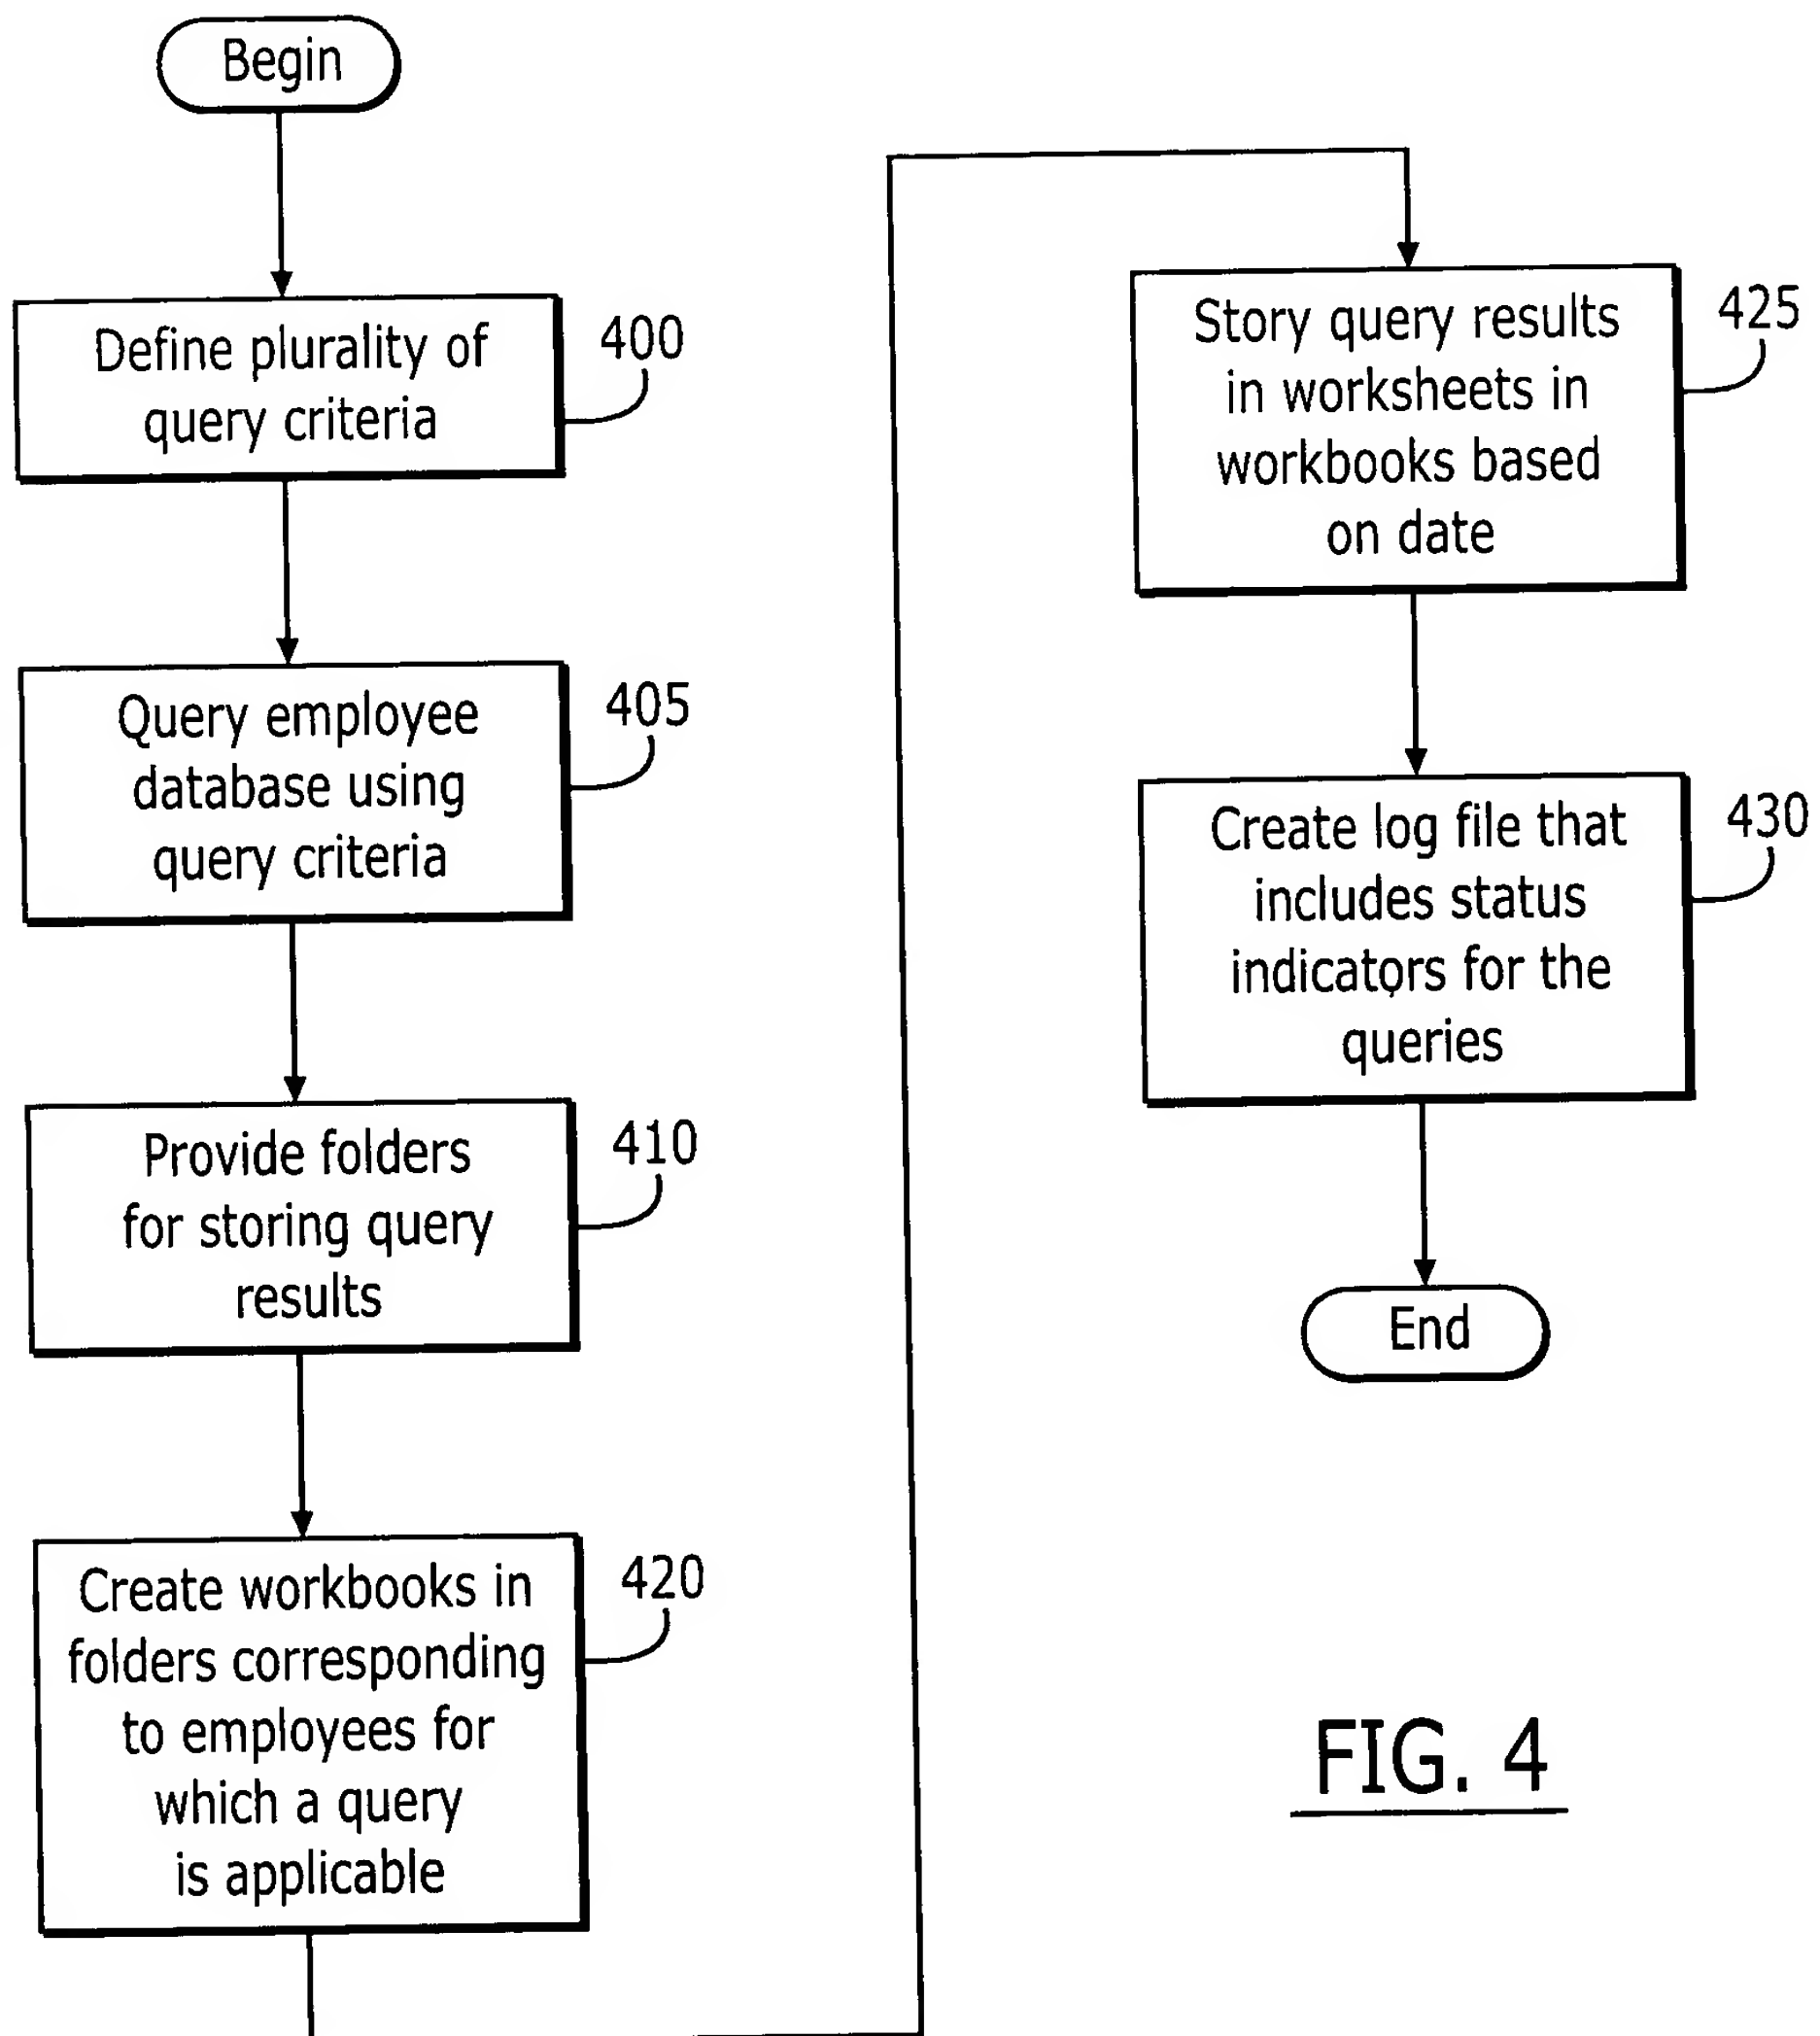 Begin
Define plurality of
query criteria
400
Query employee
database using
query criteria
405
Provide folders
for storing query
results
410
Create workbooks in
folders corresponding
to employees for
which a query
is applicable
420
Story query results
in worksheets in
workbooks based
on date
425
Create log file that
includes status
indicators for the
queries
430
End
FIG. 4